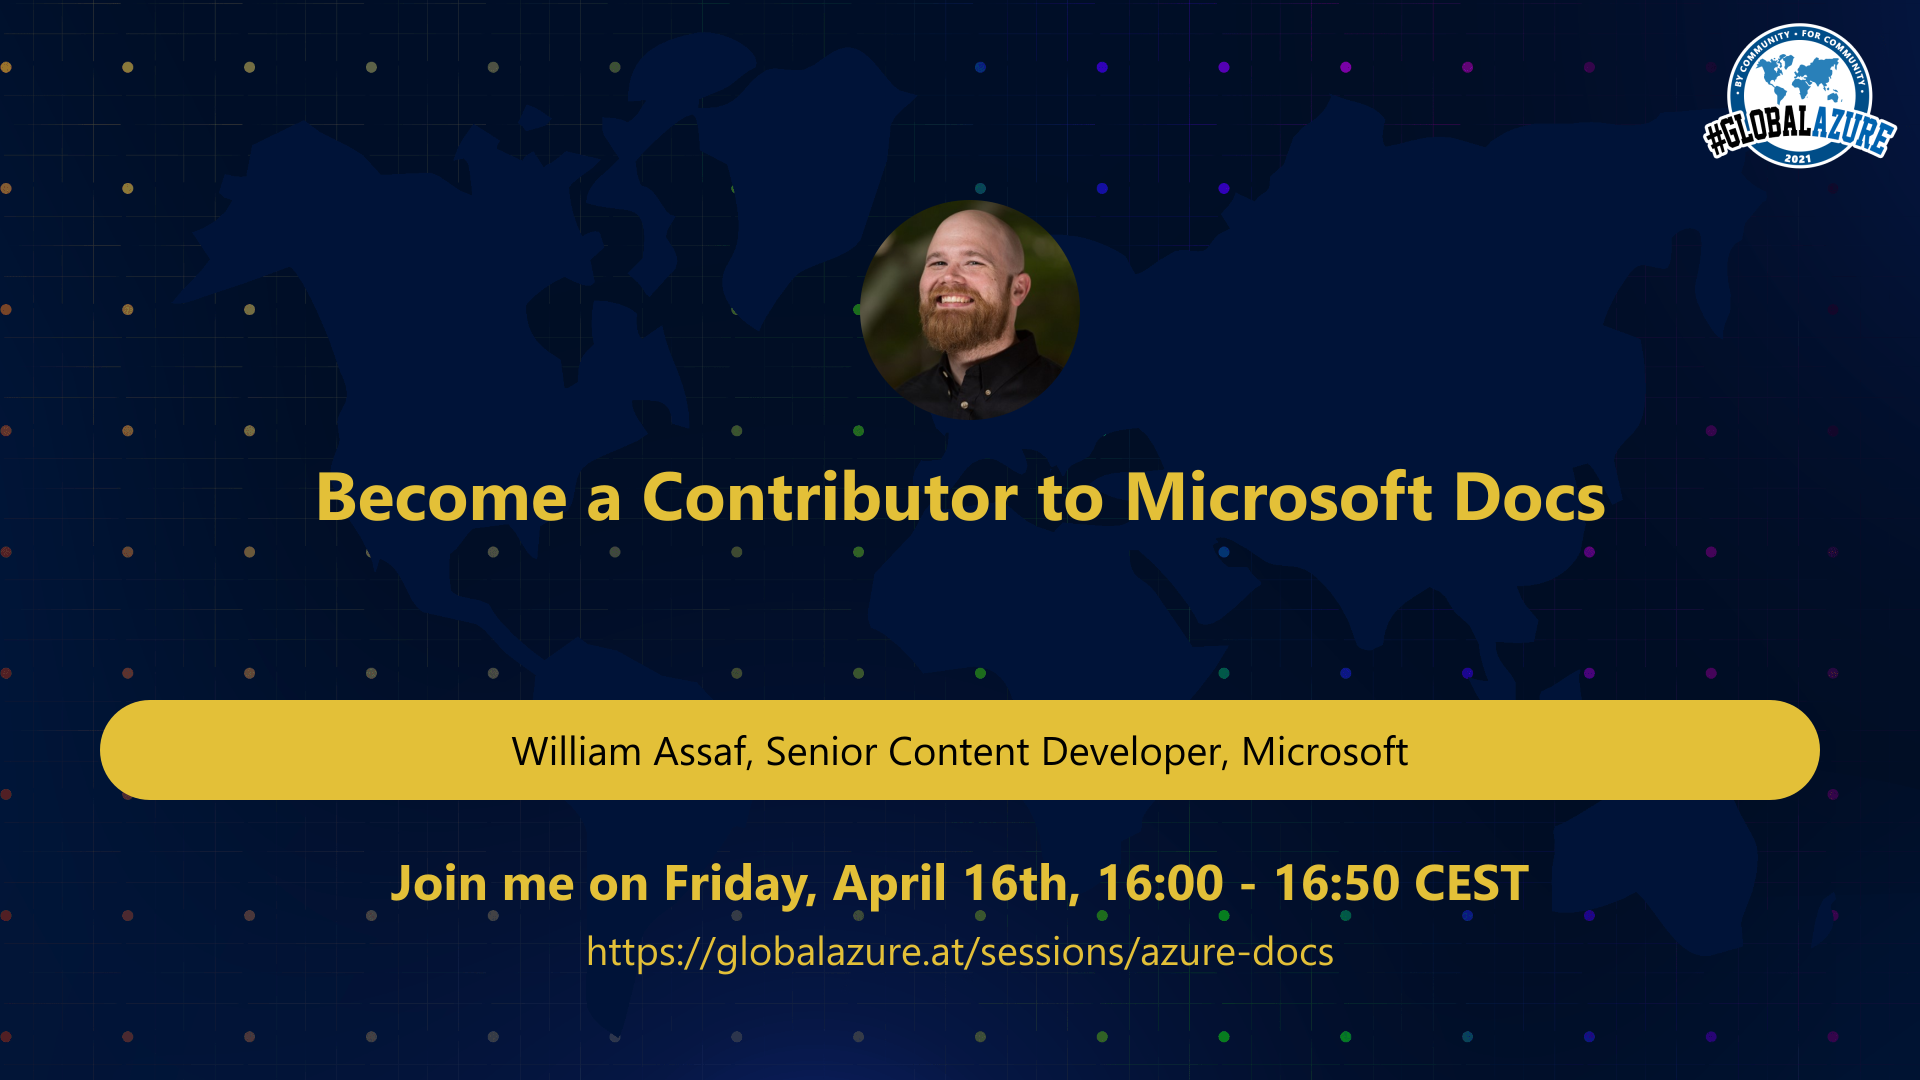 • BY COMMUNITY • FOR COMMUNITY •
#GLOBALAZURE
2021
Become a Contributor to Microsoft Docs
William Assaf, Senior Content Developer, Microsoft
Join me on Friday, April 16th, 16:00 - 16:50 CEST
https://globalazure.at/sessions/azure-docs